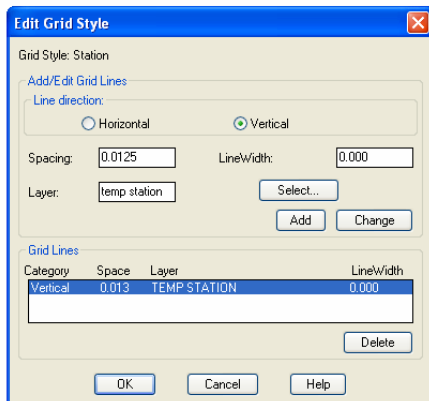 Edit Grid Style
Grid Style: Station
Add/Edit Grid Lines
Line direction:
Horizontal Vertical
Spacing: 0.0125 LineWidth: 0.000
Layer: temp station Select...
Add Change
Grid Lines
Category Space Layer LineWidth
Vertical 0.013 TEMP STATION 0.000
Delete
OK Cancel Help